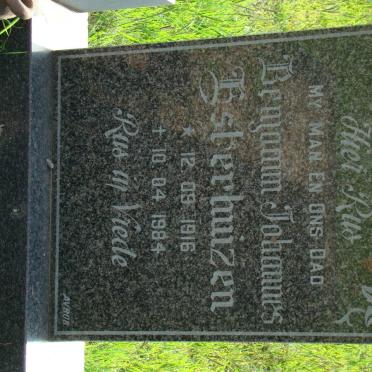 Hier Rus
MY MAN EN ONS DAD
Benjamin Johannes
Esterhuizen
★ 12·09·1916
✝ 10·04·1984
Rus in Vrede
AVBOB